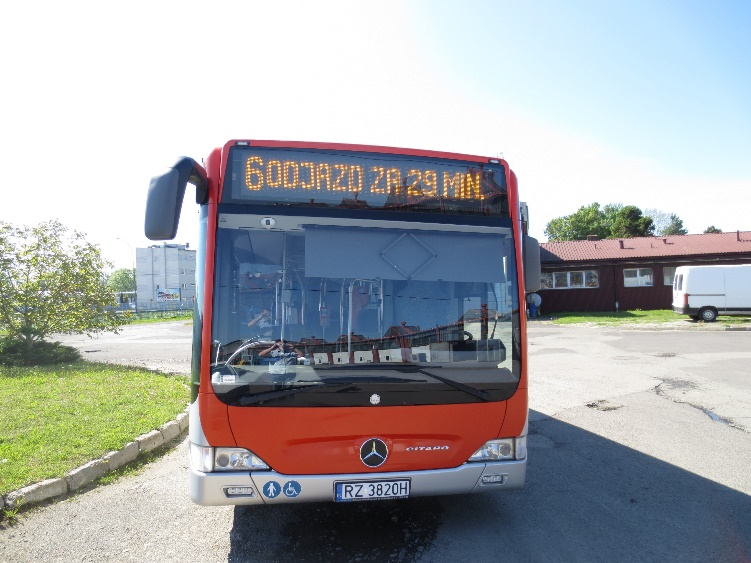 6 ODJAZD ZA 29 MIN.
CITARO
RZ 3820H